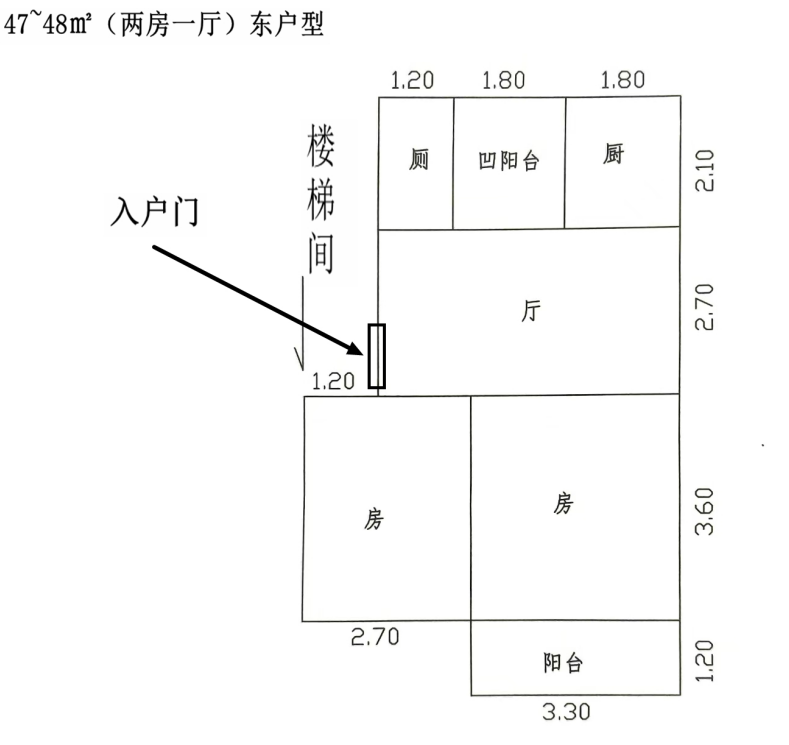 47~48㎡（两房一厅）东户型
1.20 1.80 1.80
楼梯间
厕 凹阳台 厨
2.10
入户门
厅
2.70
1.20
房 房
3.60
2.70
阳台
1.20
3.30